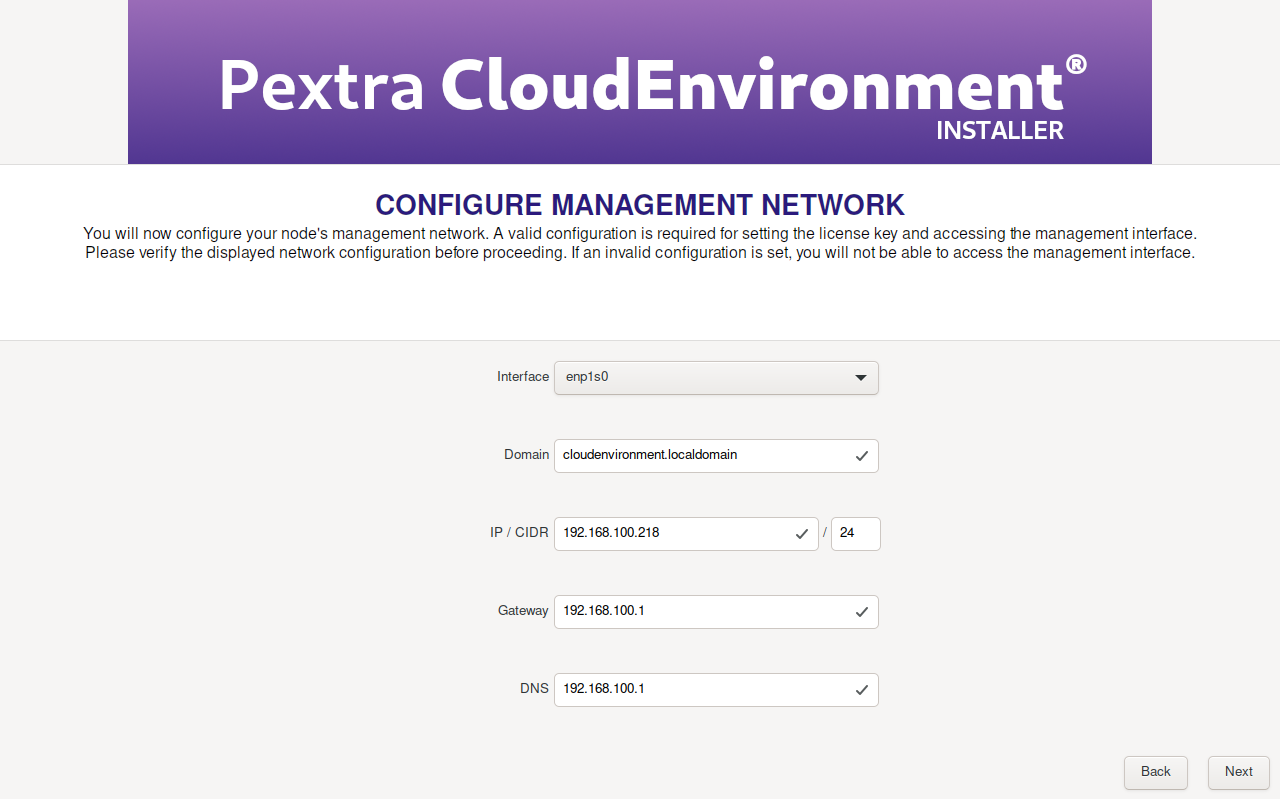 Pextra CloudEnvironment®
INSTALLER
CONFIGURE MANAGEMENT NETWORK
You will now configure your node's management network. A valid configuration is required for setting the license key and accessing the management interface.
Please verify the displayed network configuration before proceeding. If an invalid configuration is set, you will not be able to access the management interface.
Interface enp1s0
Domain cloudenvironment.localdomain
IP / CIDR 192.168.100.218 / 24
Gateway 192.168.100.1
DNS 192.168.100.1
Back Next